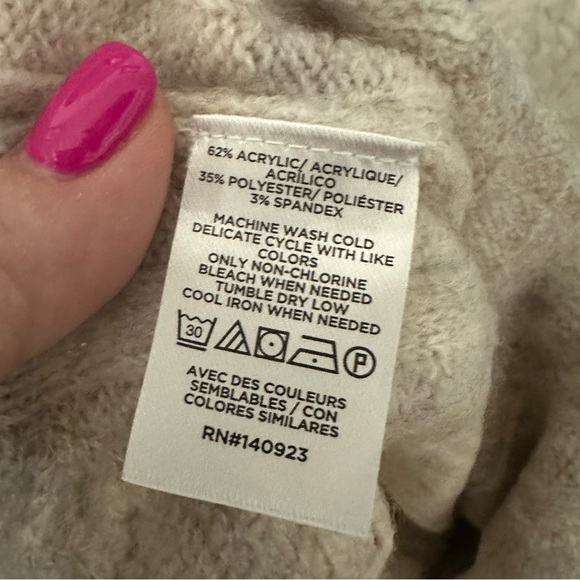 62% ACRYLIC/ ACRYLIQUE/
ACRÍLICO
35% POLYESTER/ POLIÉSTER
3% SPANDEX
MACHINE WASH COLD
DELICATE CYCLE WITH LIKE
COLORS
ONLY NON-CHLORINE
BLEACH WHEN NEEDED
TUMBLE DRY LOW
COOL IRON WHEN NEEDED
30 P
AVEC DES COULEURS
SEMBLABLES / CON
COLORES SIMILARES
RN#140923